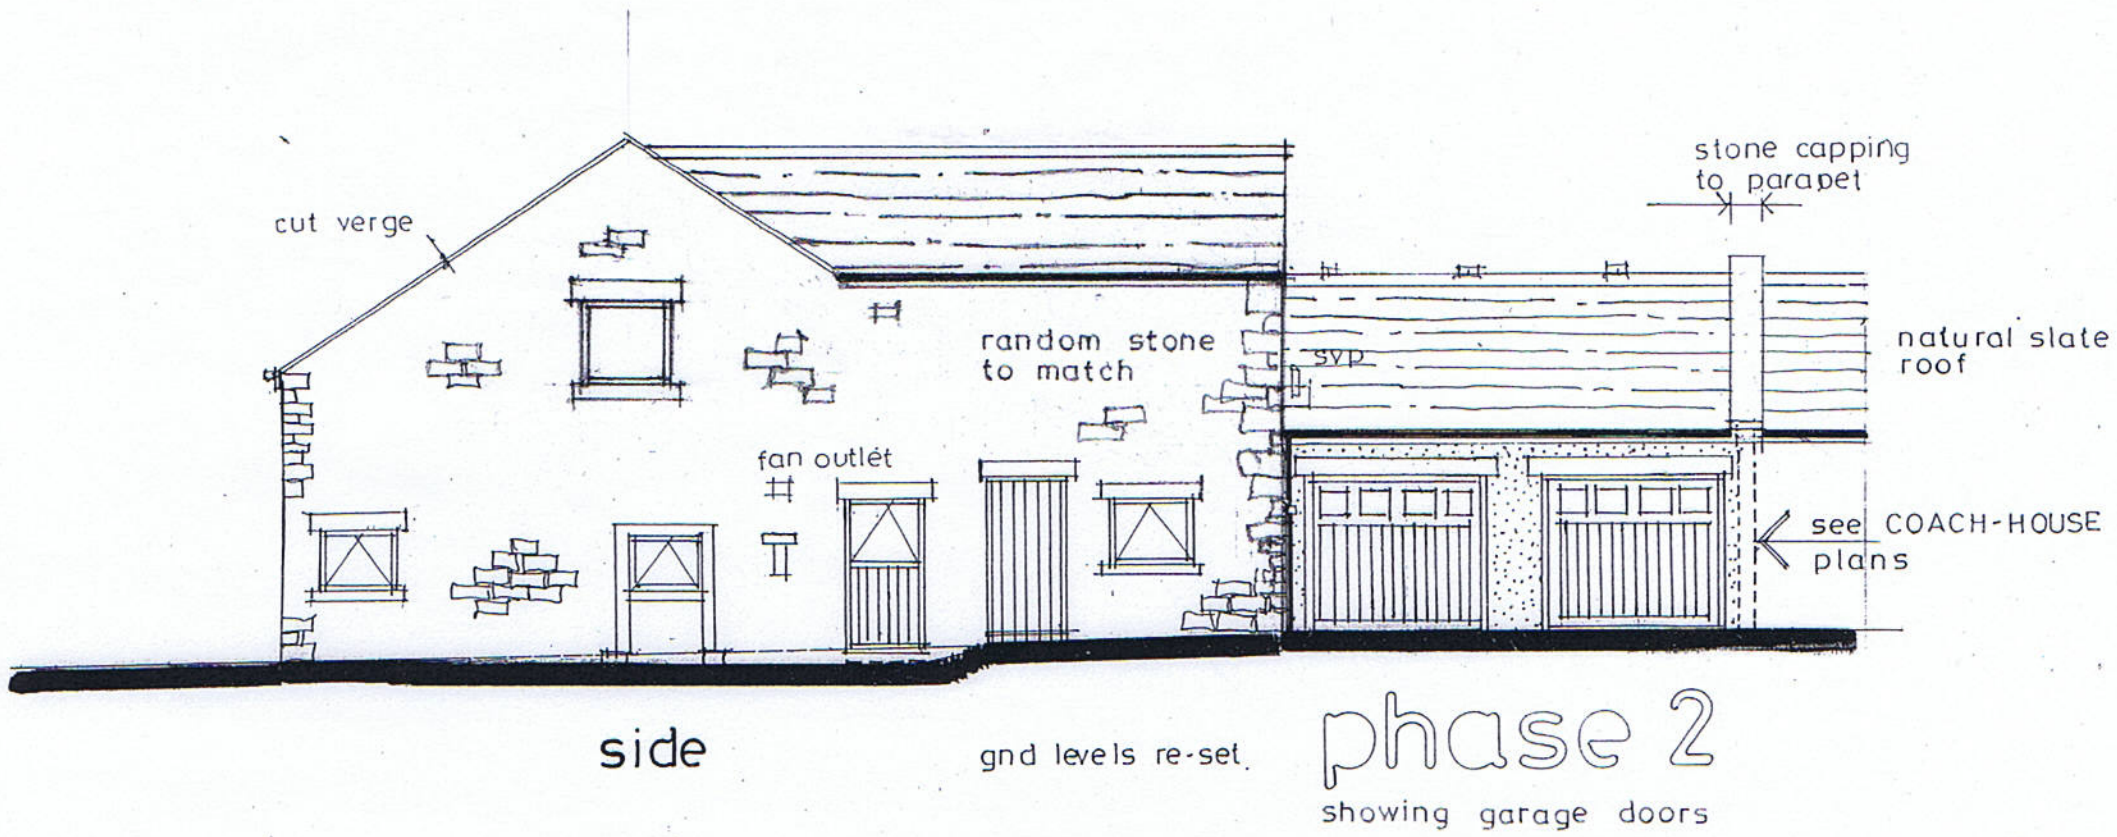 stone capping
to parapet
cut verge
random stone
to match
svp
natural slate
roof
fan outlet
see COACH-HOUSE
plans
side
gnd levels re-set.
phase 2
showing garage doors